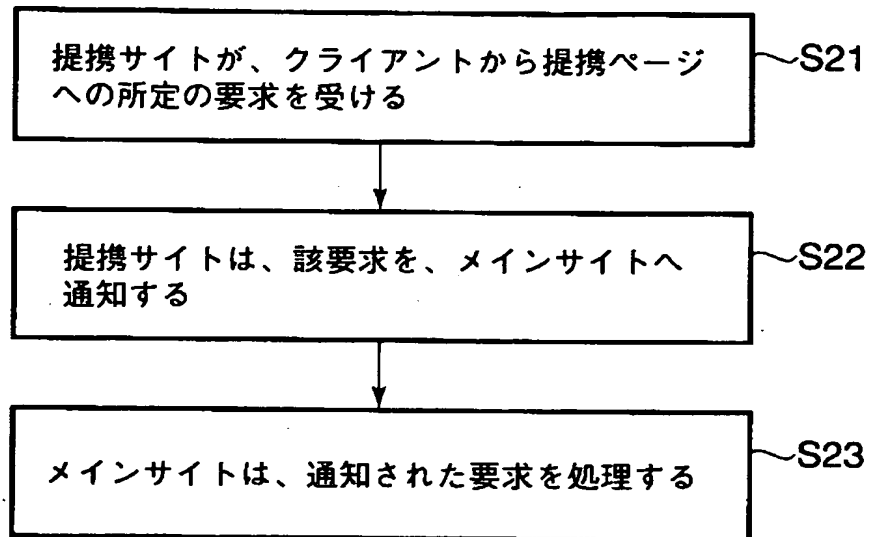 提携サイトが、クライアントから提携ページ
への所定の要求を受ける
S21
提携サイトは、該要求を、メインサイトへ
通知する
S22
メインサイトは、通知された要求を処理する
S23